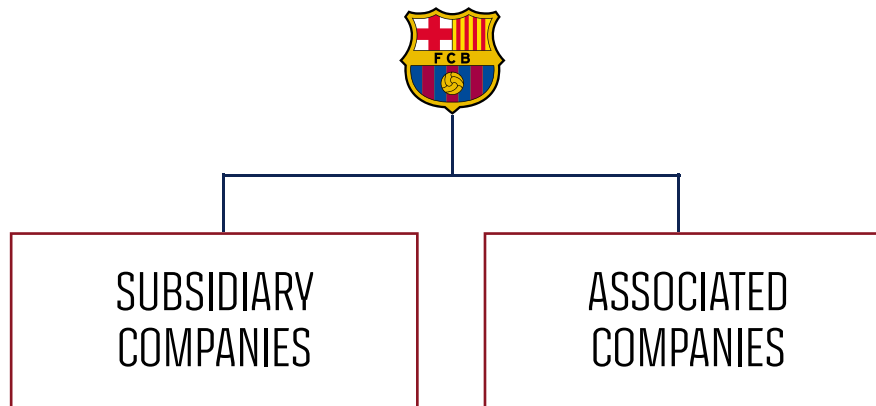 FCB
SUBSIDIARY
COMPANIES
ASSOCIATED
COMPANIES